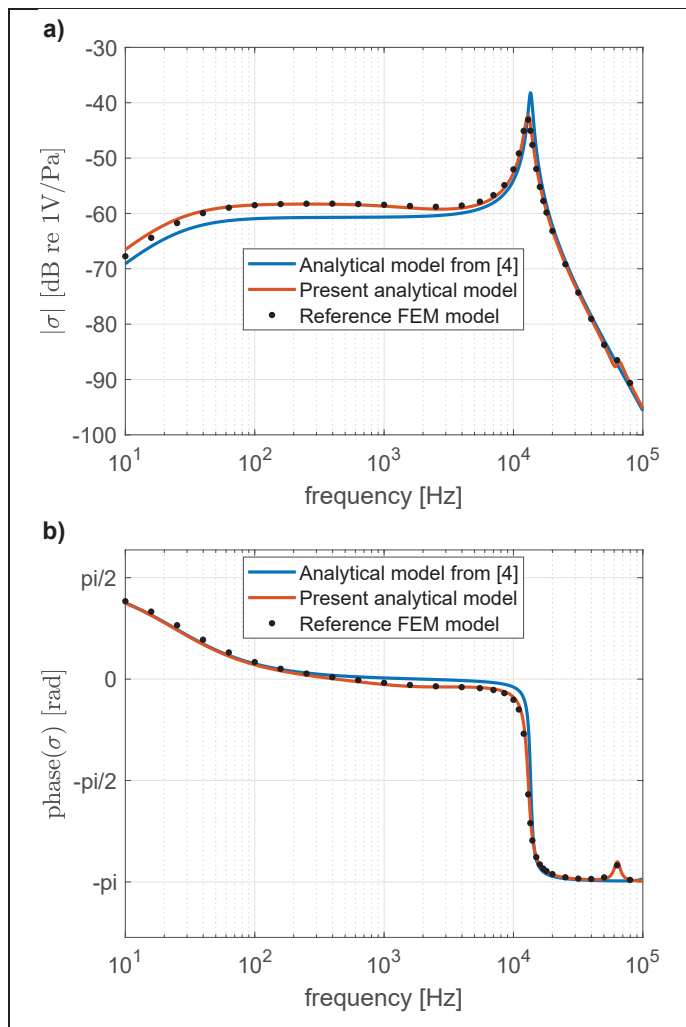 a)
-30
-40
-50
-60
-70
-80
-90
-100
|σ| [dB re 1V/Pa]
Analytical model from [4]
Present analytical model
Reference FEM model
10^1 10^2 10^3 10^4 10^5
frequency [Hz]
b)
pi/2
0
-pi/2
-pi
phase(σ) [rad]
Analytical model from [4]
Present analytical model
Reference FEM model
10^1 10^2 10^3 10^4 10^5
frequency [Hz]